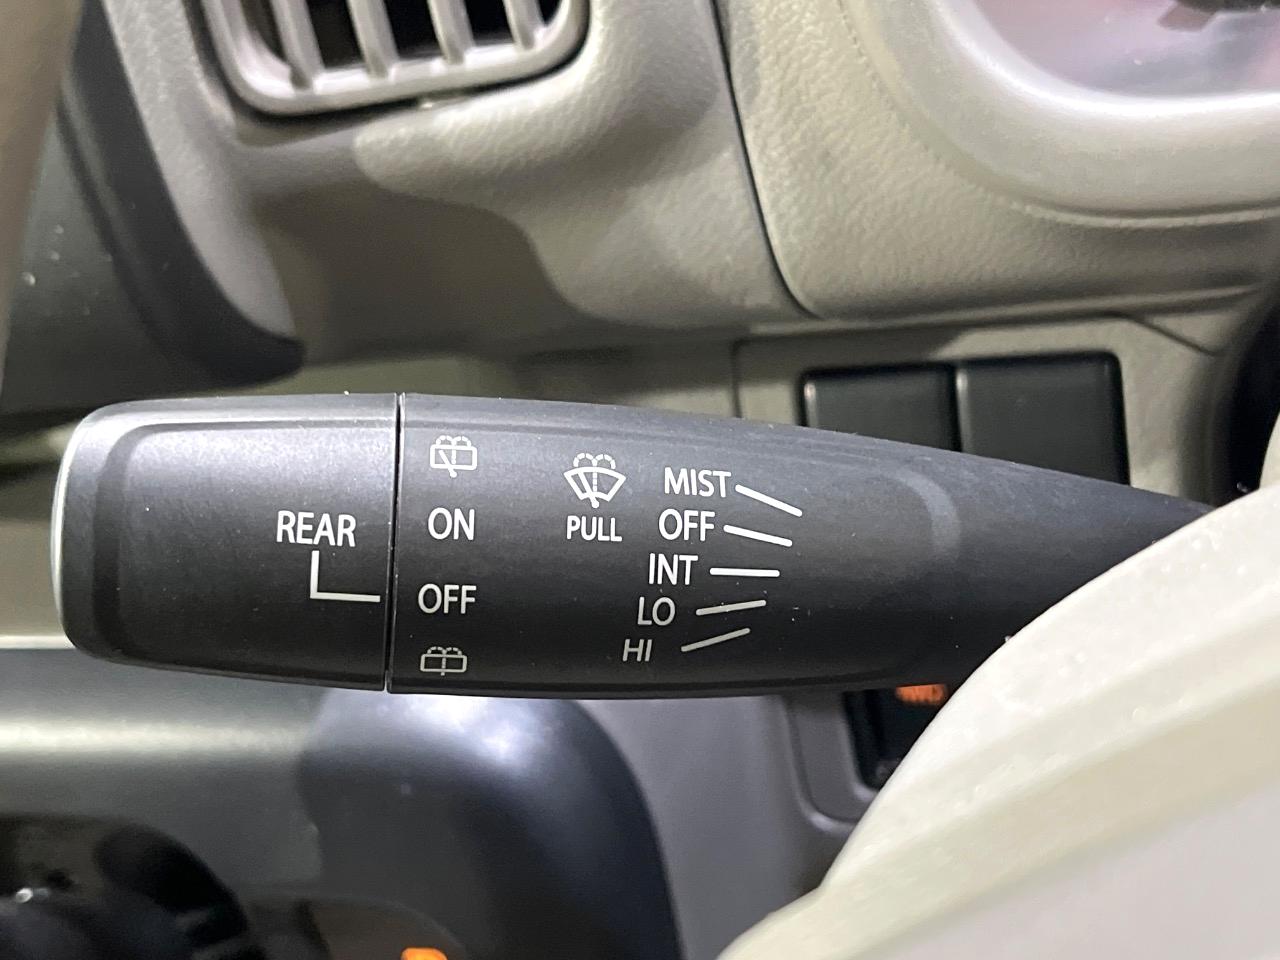 REAR
ON
OFF
PULL
MIST
OFF
INT
LO
HI